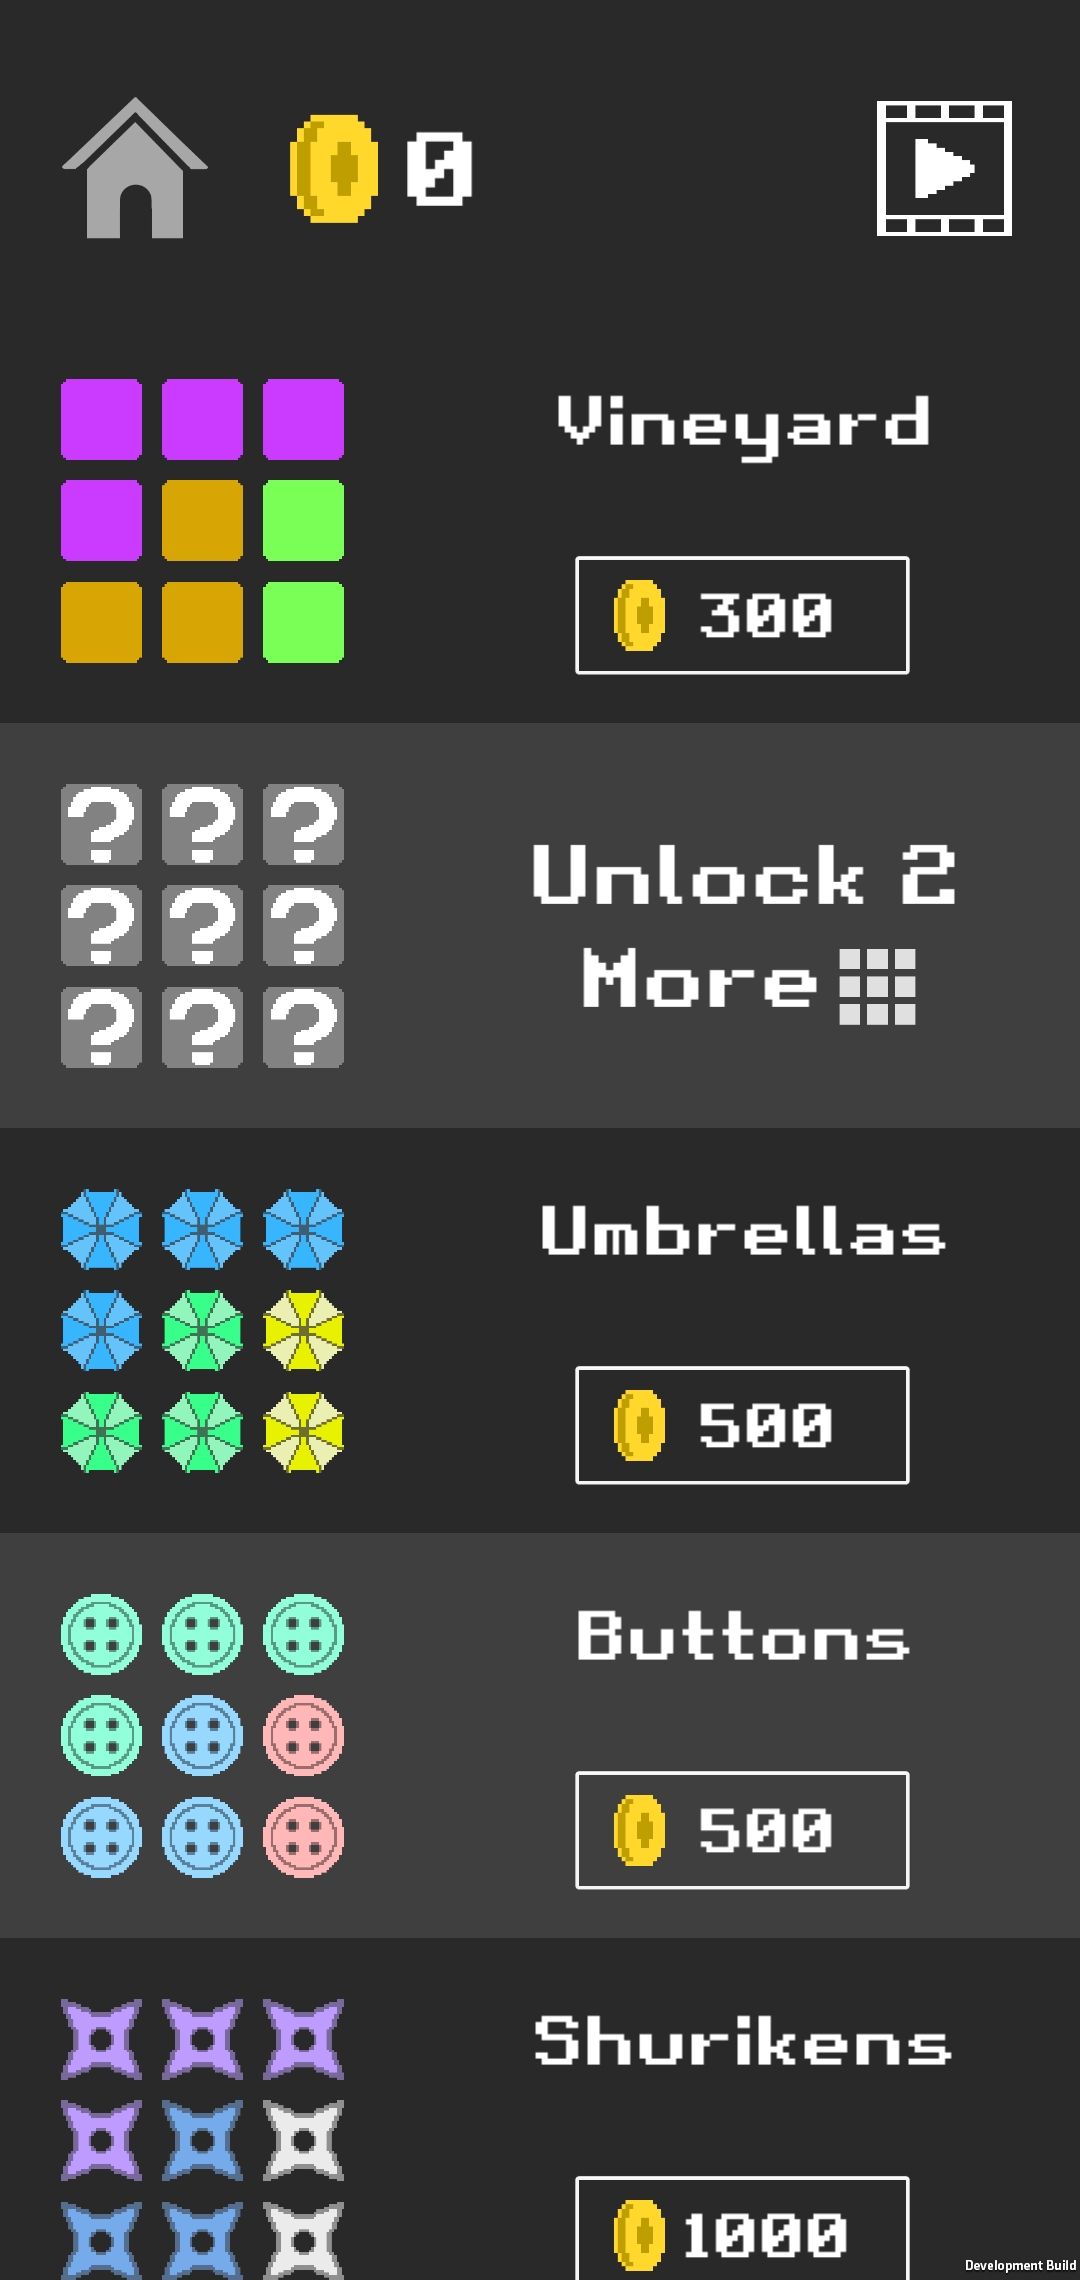 0
Vineyard
300
? ? ?
? ? ?
? ? ?
Unlock 2
More
Umbrellas
500
Buttons
500
Shurikens
1000
Development Build